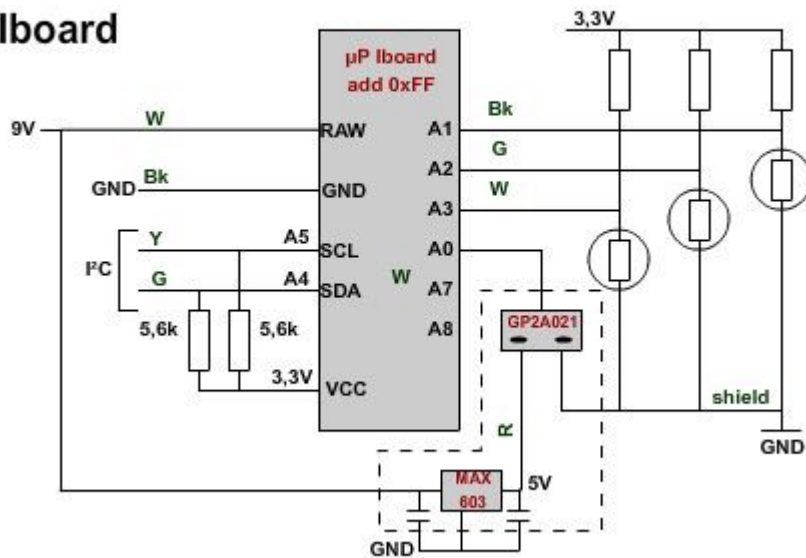 Iboard
3,3V
µP Iboard
add 0xFF
9V
W
RAW
A1
Bk
A2
G
GND
Bk
GND
A3
W
I²C
Y
A5
SCL
A0
G
A4
SDA
W
A7
5,6k
5,6k
A8
GP2A021
3,3V
VCC
shield
R
GND
MAX
603
5V
GND